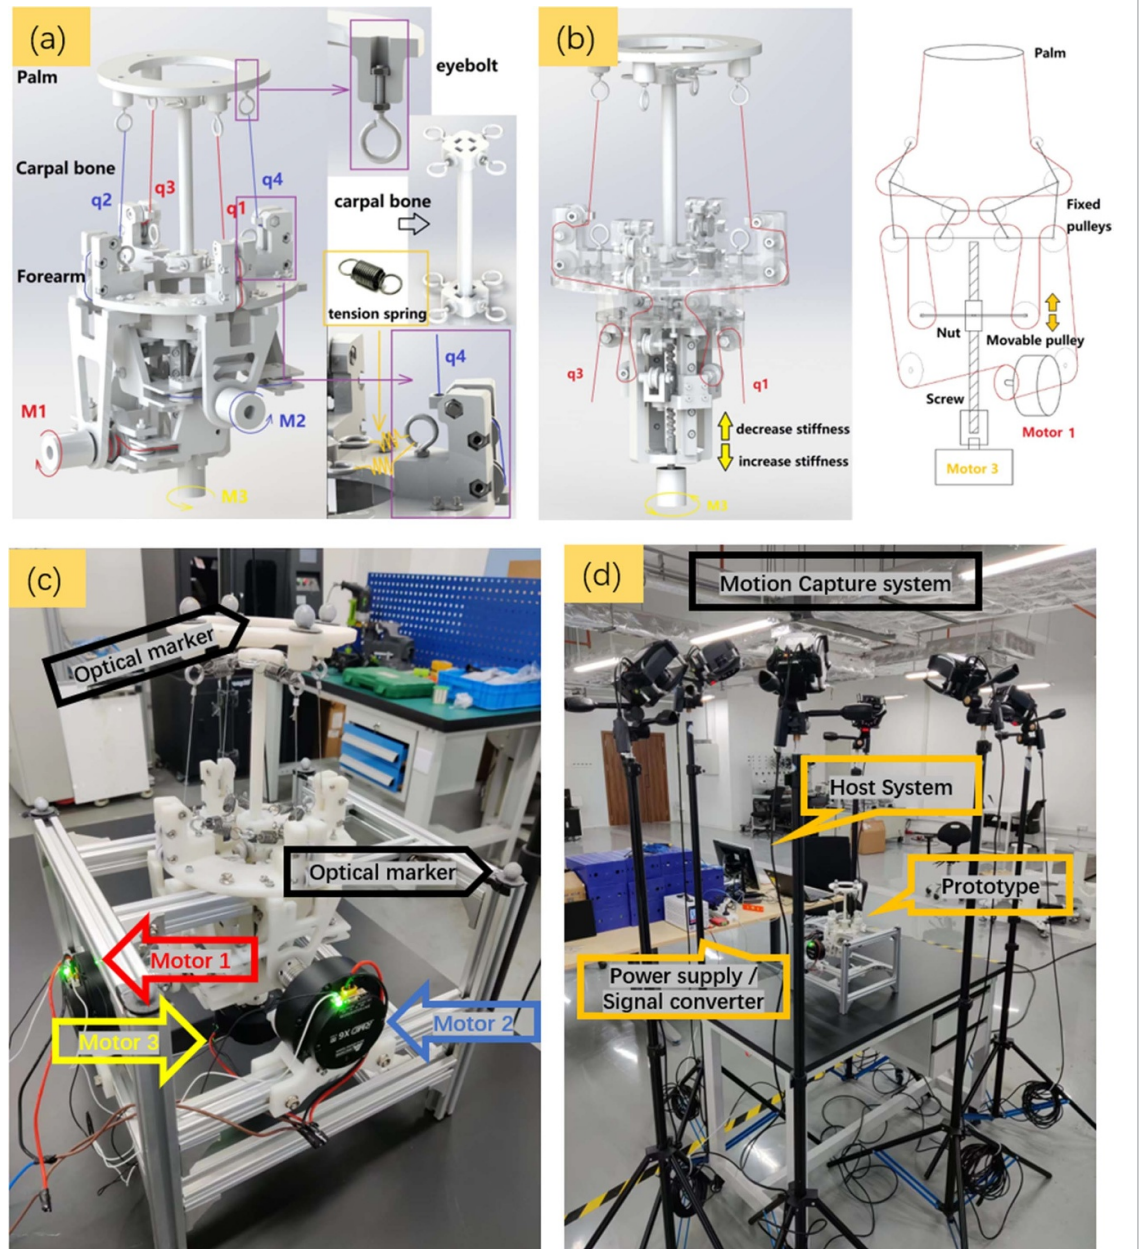 (a)
Palm
eyebolt
Carpal bone
q2
q3
q1
q4
carpal bone
Forearm
tension spring
q4
M1
M2
M3
(b)
Palm
Fixed
pulleys
Nut
Movable pulley
q3
q1
Screw
decrease stiffness
increase stiffness
Motor 1
Motor 3
M3
(c)
Optical marker
Optical marker
Motor 1
Motor 2
Motor 3
(d)
Motion Capture system
Host System
Prototype
Power supply /
Signal converter